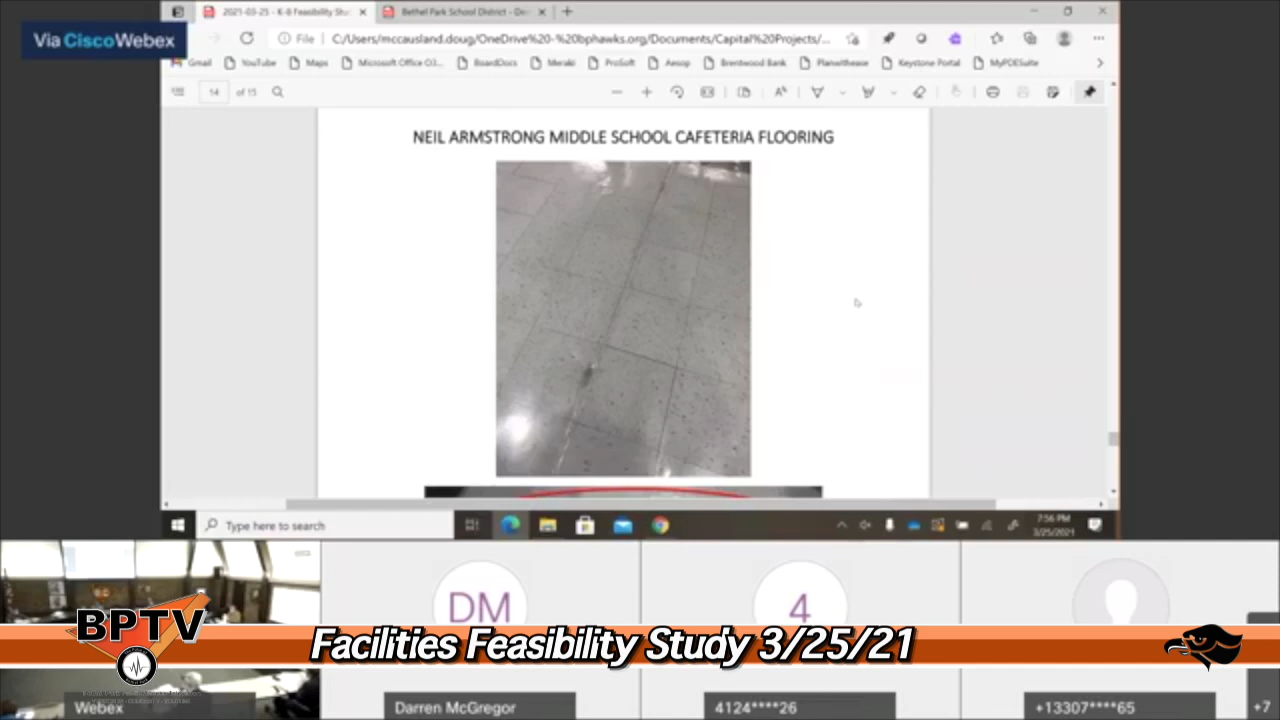 Via CiscoWebex
2021-03-25 - K-8 Feasibility Stu
Bethel Park School District - De
File
C:/Users/mccausland.doug/OneDrive%20-%20bphawks.org/Documents/Capital%20Projects/...
Gmail YouTube Maps Microsoft Office O3... BoardDocs Meraki ProSoft Aesop Brentwood Bank Planwithease Keystone Portal MyPDESuite
14 of 15
NEIL ARMSTRONG MIDDLE SCHOOL CAFETERIA FLOORING
Type here to search
7:56 PM
3/25/2021
DM
4
BPTV
Facilities Feasibility Study 3/25/21
Webex
Darren McGregor
4124****26
+13307****65
+7